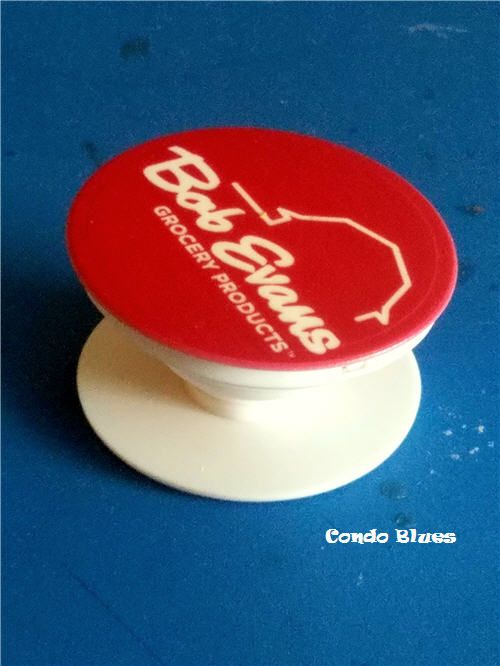 Bob Evans
GROCERY PRODUCTS™
Condo Blues